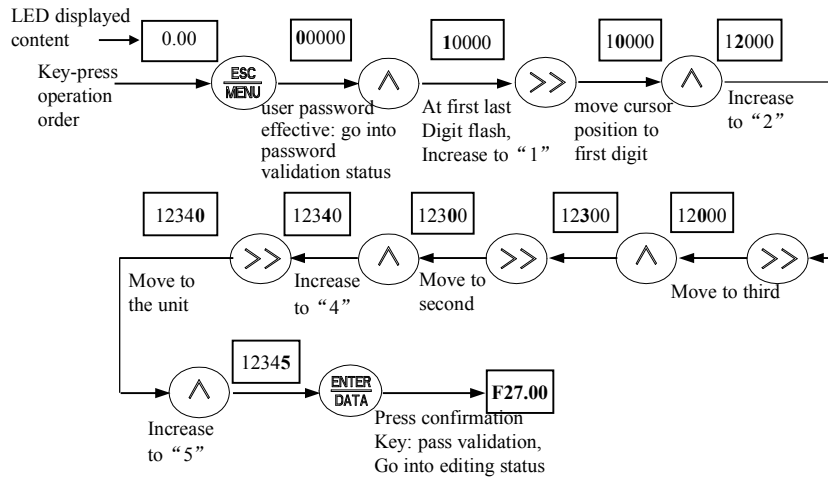 LED displayed
content
0.00
00000
10000
10000
12000
Key-press
operation
order
ESC
MENU
∧
>>
∧
user password
effective: go into
password
validation status
At first last
Digit flash,
Increase to “1”
move cursor
position to
first digit
Increase
to “2”
12340
12340
12300
12300
12000
>>
∧
>>
∧
>>
Move to
the unit
Increase
to “4”
Move to
second
Move to third
12345
F27.00
∧
ENTER
DATA
Increase
to “5”
Press confirmation
Key: pass validation,
Go into editing status